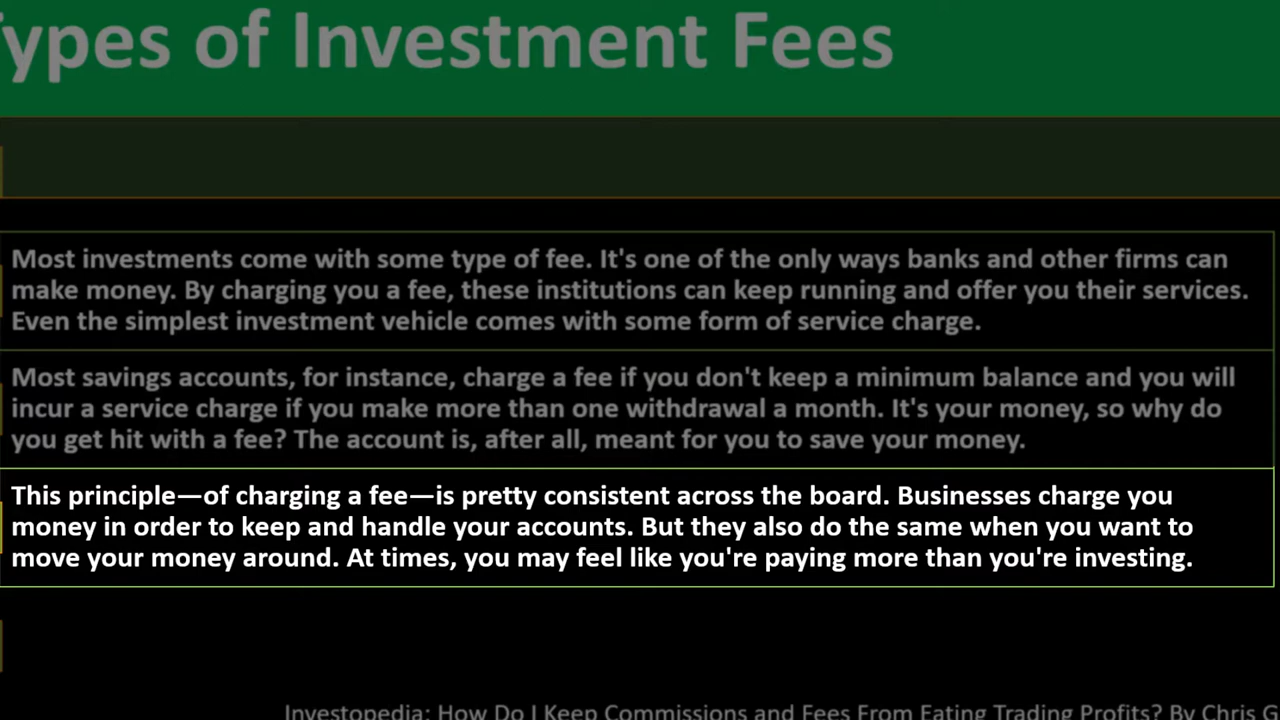 Types of Investment Fees
Most investments come with some type of fee. It's one of the only ways banks and other firms can
make money. By charging you a fee, these institutions can keep running and offer you their services.
Even the simplest investment vehicle comes with some form of service charge.
Most savings accounts, for instance, charge a fee if you don't keep a minimum balance and you will
incur a service charge if you make more than one withdrawal a month. It's your money, so why do
you get hit with a fee? The account is, after all, meant for you to save your money.
This principle—of charging a fee—is pretty consistent across the board. Businesses charge you
money in order to keep and handle your accounts. But they also do the same when you want to
move your money around. At times, you may feel like you're paying more than you're investing.
Investopedia: How Do I Keep Commissions and Fees From Eating Trading Profits? By Chris G